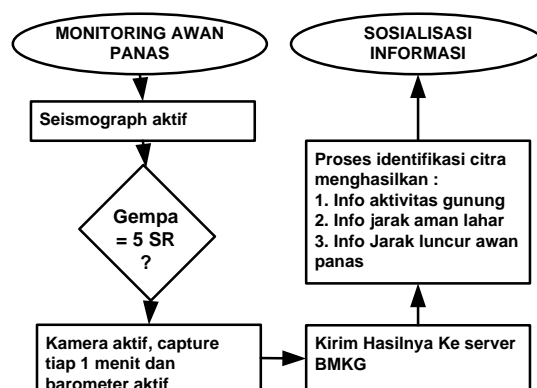 MONITORING AWAN
PANAS
Seismograph aktif
Gempa
= 5 SR
?
Kamera aktif, capture
tiap 1 menit dan
barometer aktif
Kirim Hasilnya Ke server
BMKG
Proses identifikasi citra
menghasilkan :
1. Info aktivitas gunung
2. Info jarak aman lahar
3. Info Jarak luncur awan
panas
SOSIALISASI
INFORMASI